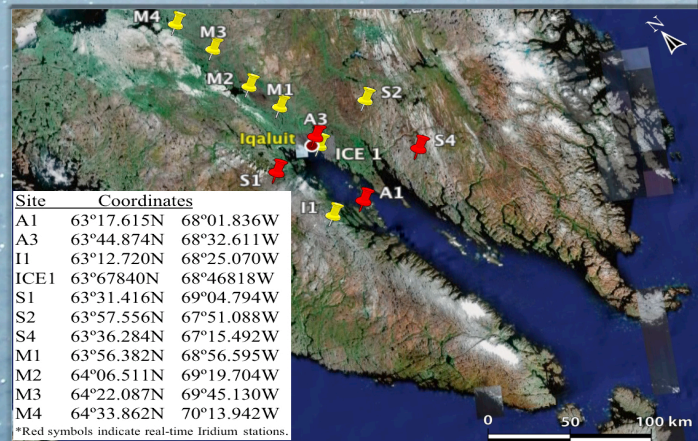 M4
M3
N
M2
M1
S2
A3
Iqaluit
S4
ICE 1
S1
A1
I1
Site Coordinates
A1 63º17.615N 68º01.836W
A3 63º44.874N 68º32.611W
I1 63º12.720N 68º25.070W
ICE1 63º67840N 68º46818W
S1 63º31.416N 69º04.794W
S2 63º57.556N 67º51.088W
S4 63º36.284N 67º15.492W
M1 63º56.382N 68º56.595W
M2 64º06.511N 69º19.704W
M3 64º22.087N 69º45.130W
M4 64º33.862N 70º13.942W
*Red symbols indicate real-time Iridium stations.
0 50 100 km